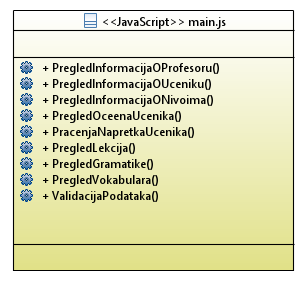 <<JavaScript>> main.js
+ PregledInformacijaOProfesoru()
+ PregledInformacijaOUceniku()
+ PregledInformacijaONivoima()
+ PregledOceenaUcenika()
+ PracenjaNapretkaUcenika()
+ PregledLekcija()
+ PregledGramatike()
+ PregledVokabulara()
+ ValidacijaPodataka()